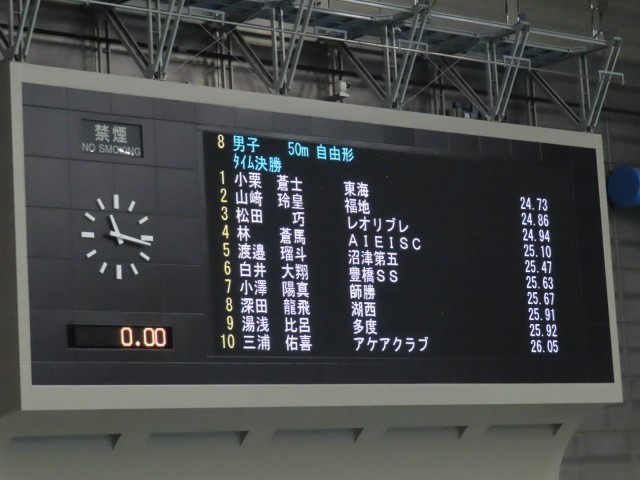 禁煙
NO SMOKING
8 男子 50m 自由形
タイム決勝
1 小栗 蒼士 東海 24.73
2 山﨑 玲皇 福地 24.86
3 松田 巧 レオリブレ 24.94
4 林 蒼馬 AIEISC 25.10
5 渡邉 瑠斗 沼津第五 25.47
6 白井 大翔 豊橋SS 25.63
7 小澤 陽真 師勝 25.67
8 深田 龍飛 湖西 25.91
9 湯浅 比呂 多度 25.92
10 三浦 佑喜 アケアクラブ 26.05
0.00